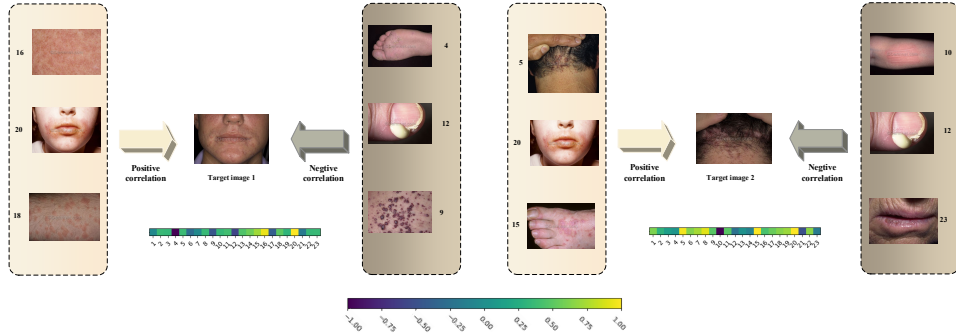 16
20
18
Positive
correlation
Target image 1
Negtive
correlation
4
12
9
1 2 3 4 5 6 7 8 9 10 11 12 13 14 15 16 17 18 19 20 21 22 23
5
20
15
Positive
correlation
Target image 2
Negtive
correlation
10
12
23
1 2 3 4 5 6 7 8 9 10 11 12 13 14 15 16 17 18 19 20 21 22 23
−1.00 −0.75 −0.50 −0.25 0.00 0.25 0.50 0.75 1.00